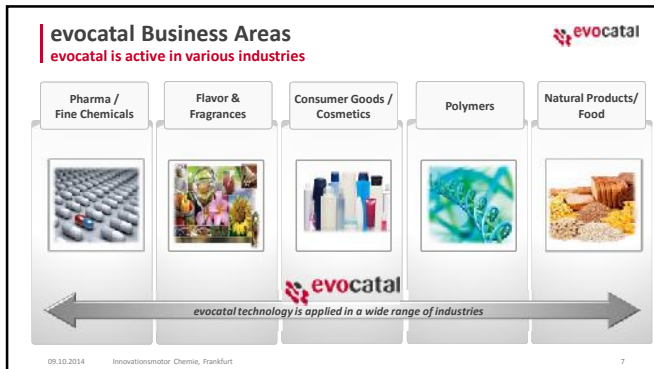 evocatal Business Areas
evocatal is active in various industries
evocatal
Pharma /
Fine Chemicals
Flavor &
Fragrances
Consumer Goods /
Cosmetics
Polymers
Natural Products/
Food
evocatal
evocatal technology is applied in a wide range of industries
09.10.2014 Innovationsmotor Chemie, Frankfurt 7